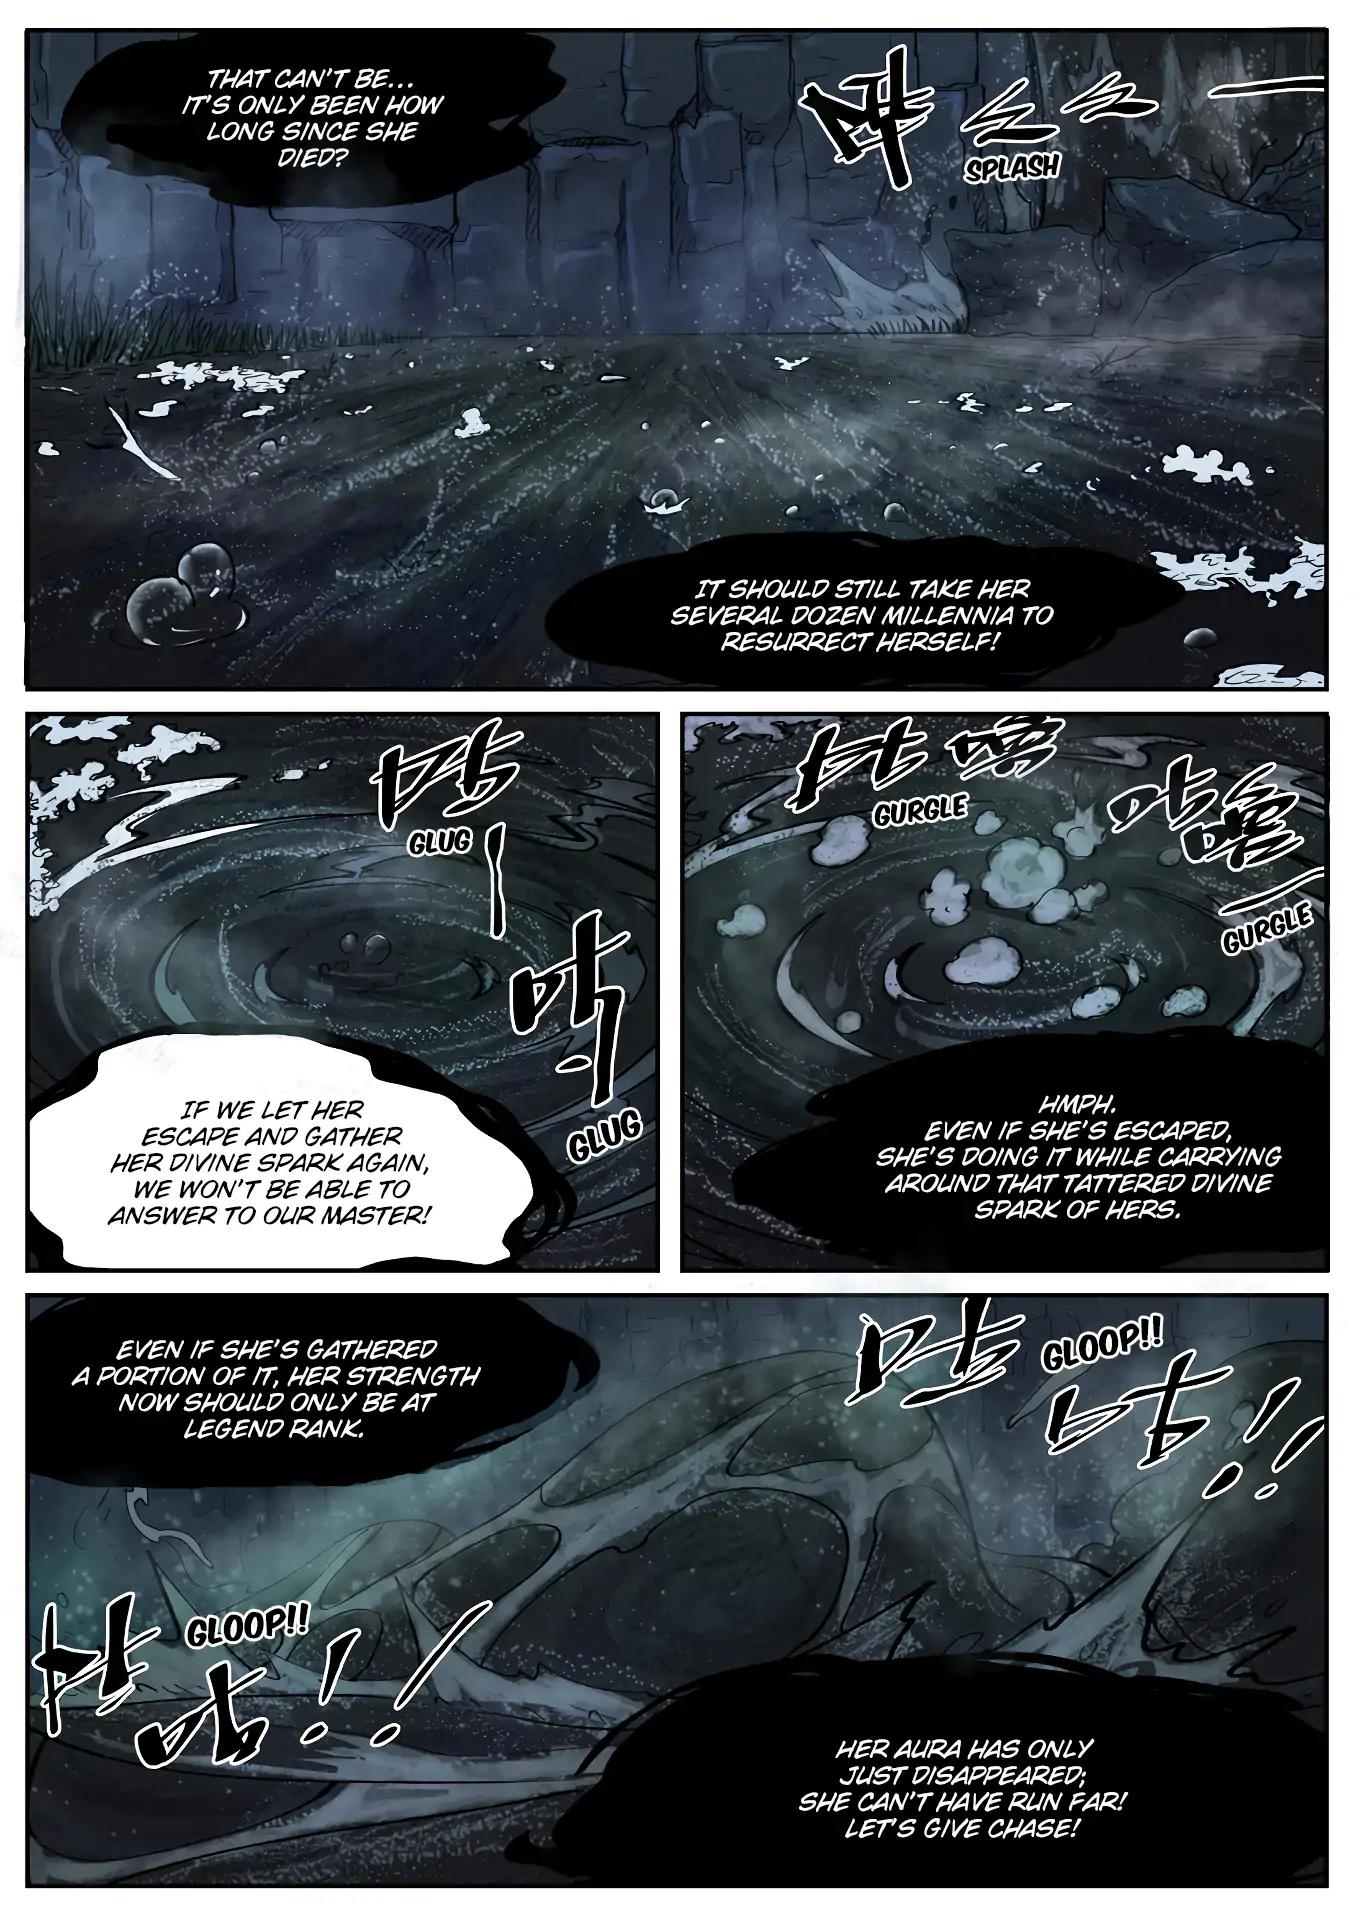 THAT CAN'T BE...
IT'S ONLY BEEN HOW
LONG SINCE SHE
DIED?
SPLASH
IT SHOULD STILL TAKE HER
SEVERAL DOZEN MILLENNIA TO
RESURRECT HERSELF!
GLUG
GLUG
IF WE LET HER
ESCAPE AND GATHER
HER DIVINE SPARK AGAIN,
WE WON'T BE ABLE TO
ANSWER TO OUR MASTER!
GURGLE
GURGLE
HMPH.
EVEN IF SHE'S ESCAPED,
SHE'S DOING IT WHILE CARRYING
AROUND THAT TATTERED DIVINE
SPARK OF HERS.
EVEN IF SHE'S GATHERED
A PORTION OF IT, HER STRENGTH
NOW SHOULD ONLY BE AT
LEGEND RANK.
GLOOP!!
GLOOP!!
HER AURA HAS ONLY
JUST DISAPPEARED;
SHE CAN'T HAVE RUN FAR!
LET'S GIVE CHASE!